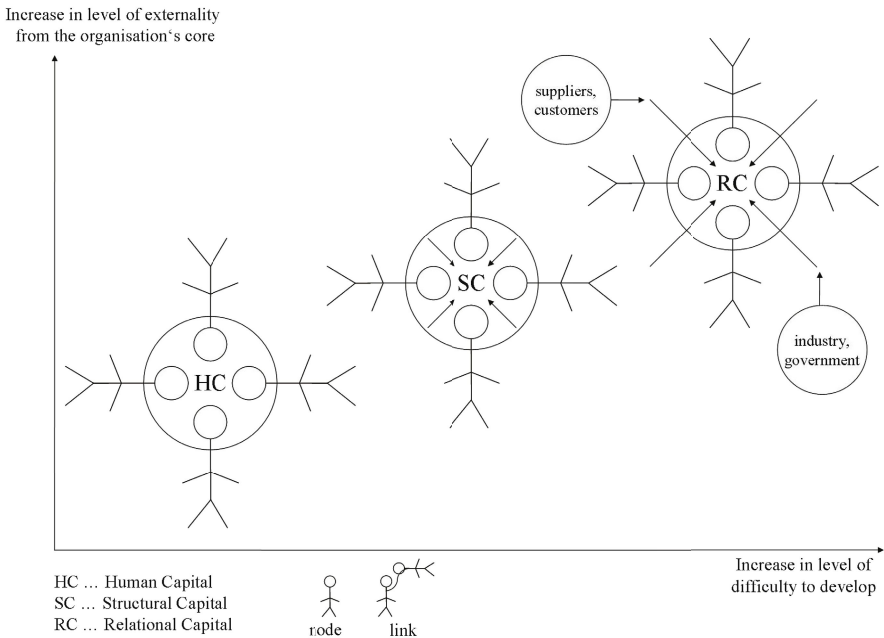 Increase in level of externality
from the organisation‘s core
suppliers,
customers
RC
SC
HC
industry,
government
Increase in level of
difficulty to develop
HC ... Human Capital
SC ... Structural Capital
RC ... Relational Capital
node
link